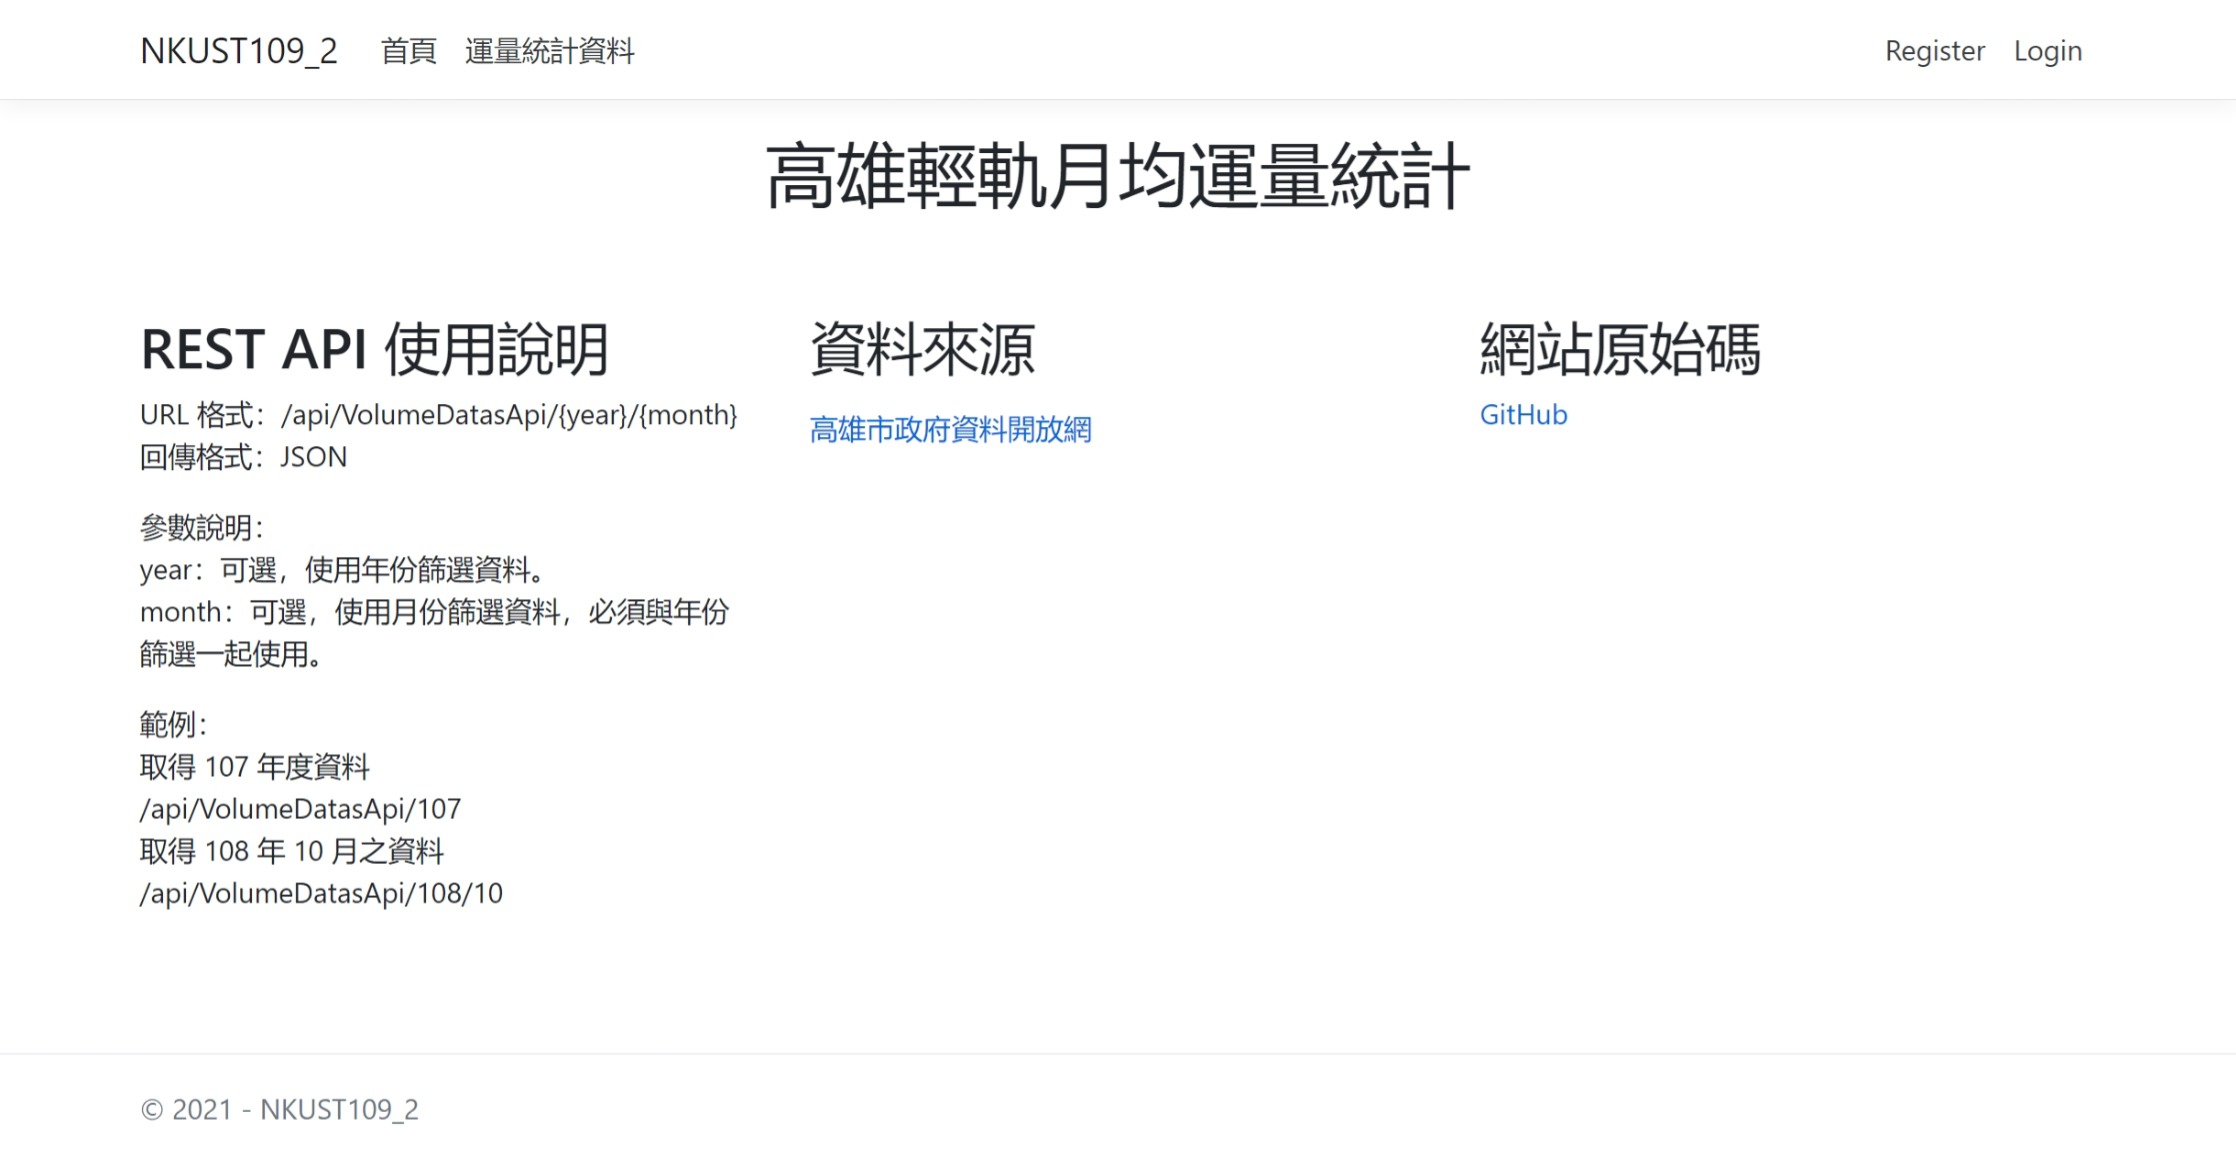 NKUST109_2 首頁 運量統計資料 Register Login
高雄輕軌月均運量統計
REST API 使用說明
URL 格式：/api/VolumeDatasApi/{year}/{month}
回傳格式：JSON
參數說明：
year：可選，使用年份篩選資料。
month：可選，使用月份篩選資料，必須與年份
篩選一起使用。
範例：
取得 107 年度資料
/api/VolumeDatasApi/107
取得 108 年 10 月之資料
/api/VolumeDatasApi/108/10
資料來源
高雄市政府資料開放網
網站原始碼
GitHub
© 2021 - NKUST109_2